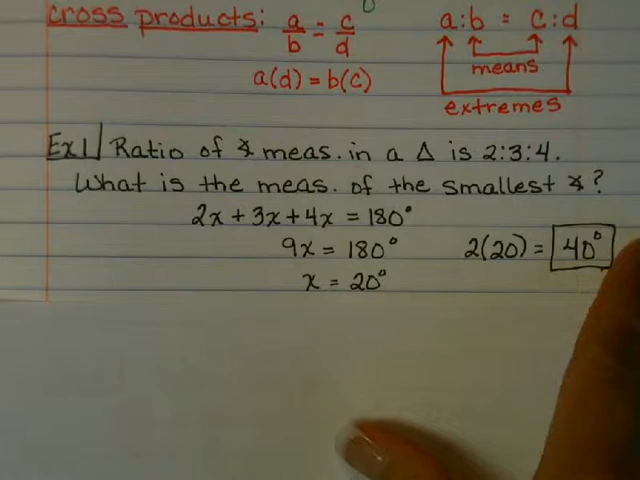 cross products: a/b = c/d a:b = c:d
a(d) = b(c) means
extremes
Ex1 Ratio of ∡ meas. in a Δ is 2:3:4.
What is the meas. of the smallest ∡?
2x + 3x + 4x = 180°
9x = 180° 2(20) = 40°
x = 20°